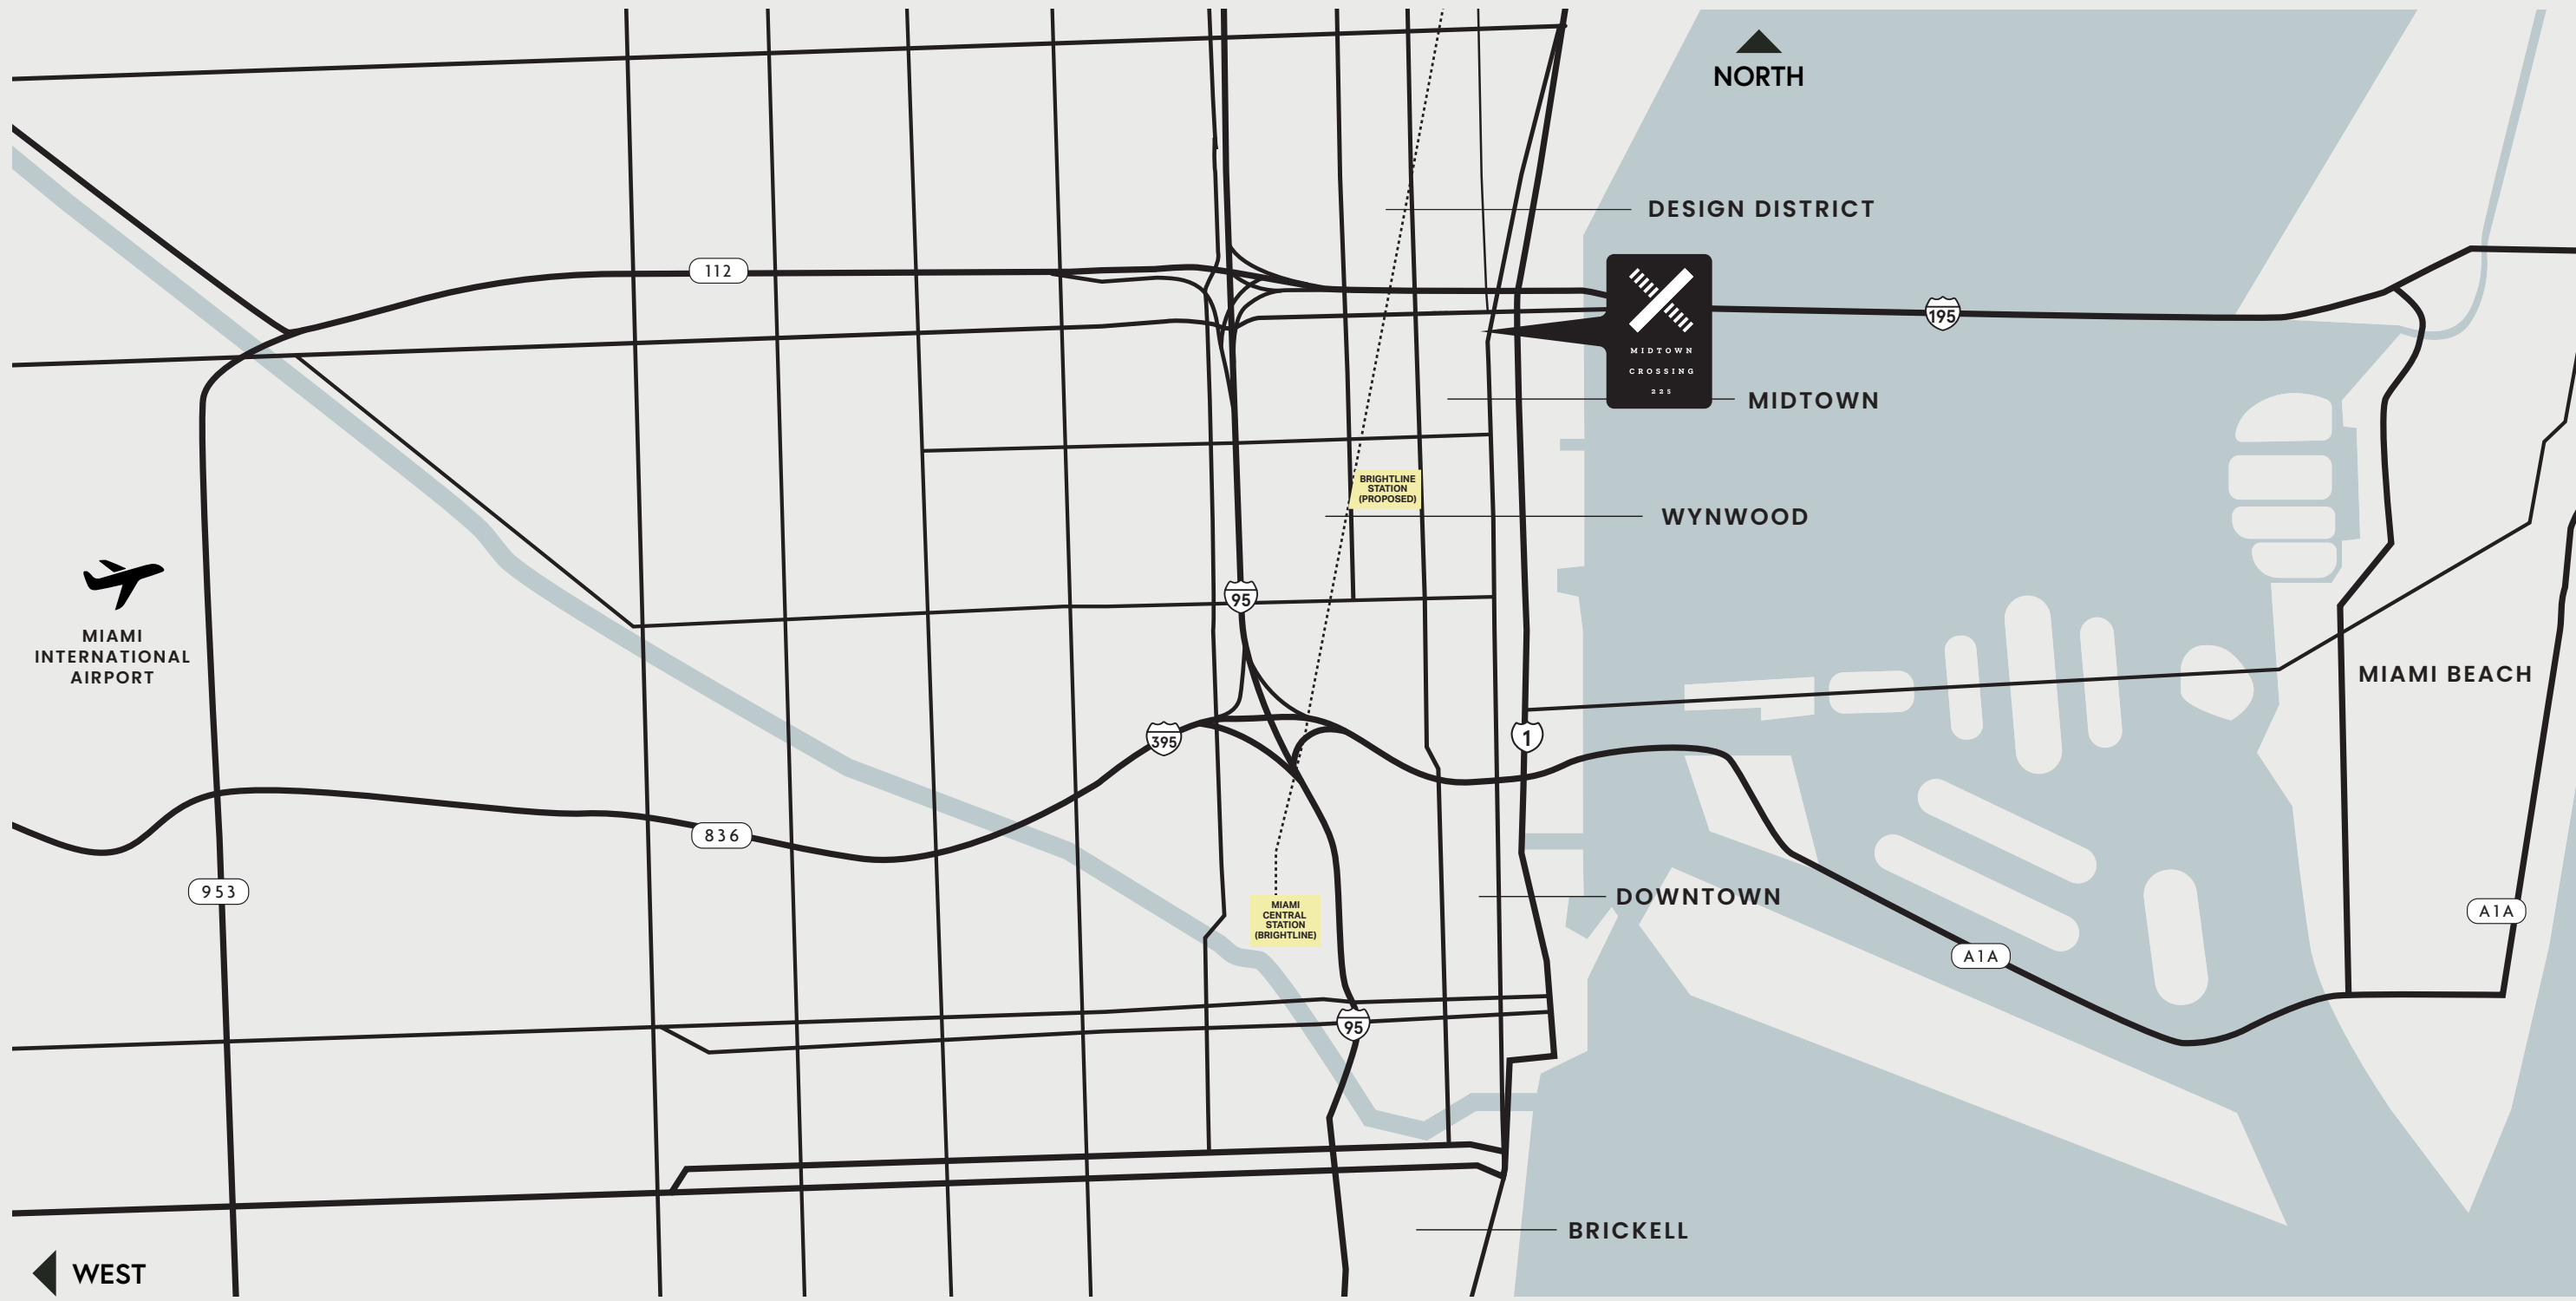 NORTH
DESIGN DISTRICT
112
195
MIDTOWN
CROSSING
225
MIDTOWN
BRIGHTLINE
STATION
(PROPOSED)
WYNWOOD
95
MIAMI
INTERNATIONAL
AIRPORT
MIAMI BEACH
395
1
836
953
MIAMI
CENTRAL
STATION
(BRIGHTLINE)
DOWNTOWN
A1A
A1A
95
BRICKELL
WEST